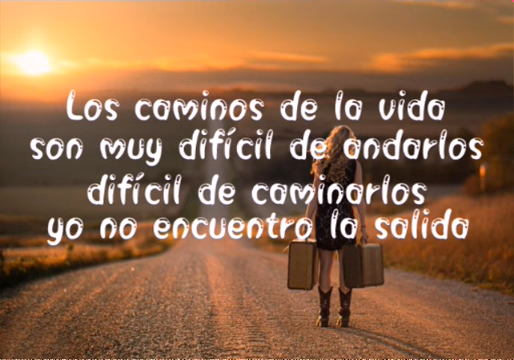 Los caminos de la vida
son muy difícil de andarlos
difícil de caminarlos
yo no encuentro la salida